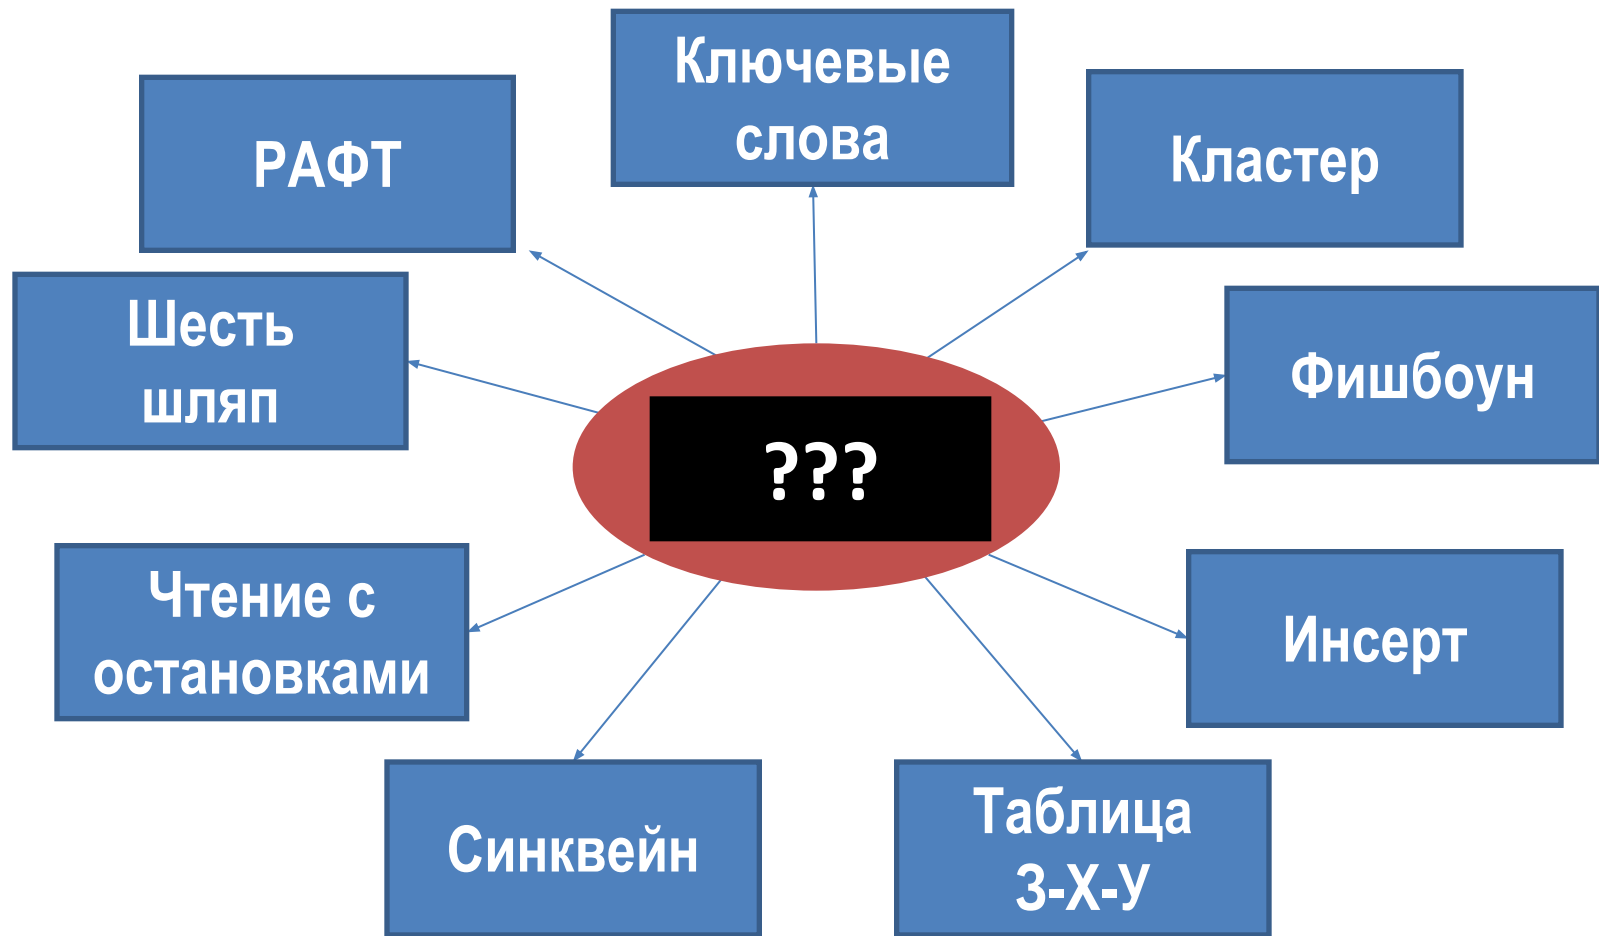 Ключевые
слова
РАФТ
Кластер
Шесть
шляп
Фишбоун
???
Чтение с
остановками
Инсерт
Синквейн
Таблица
З-Х-У